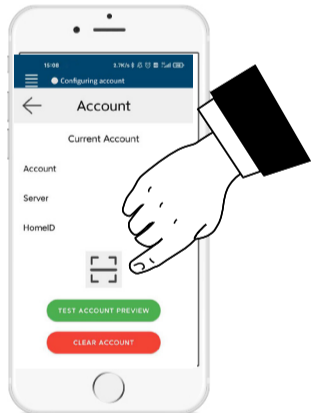 15:08
Configuring account
Account
Current Account
Account
Server
HomeID
TEST ACCOUNT PREVIEW
CLEAR ACCOUNT